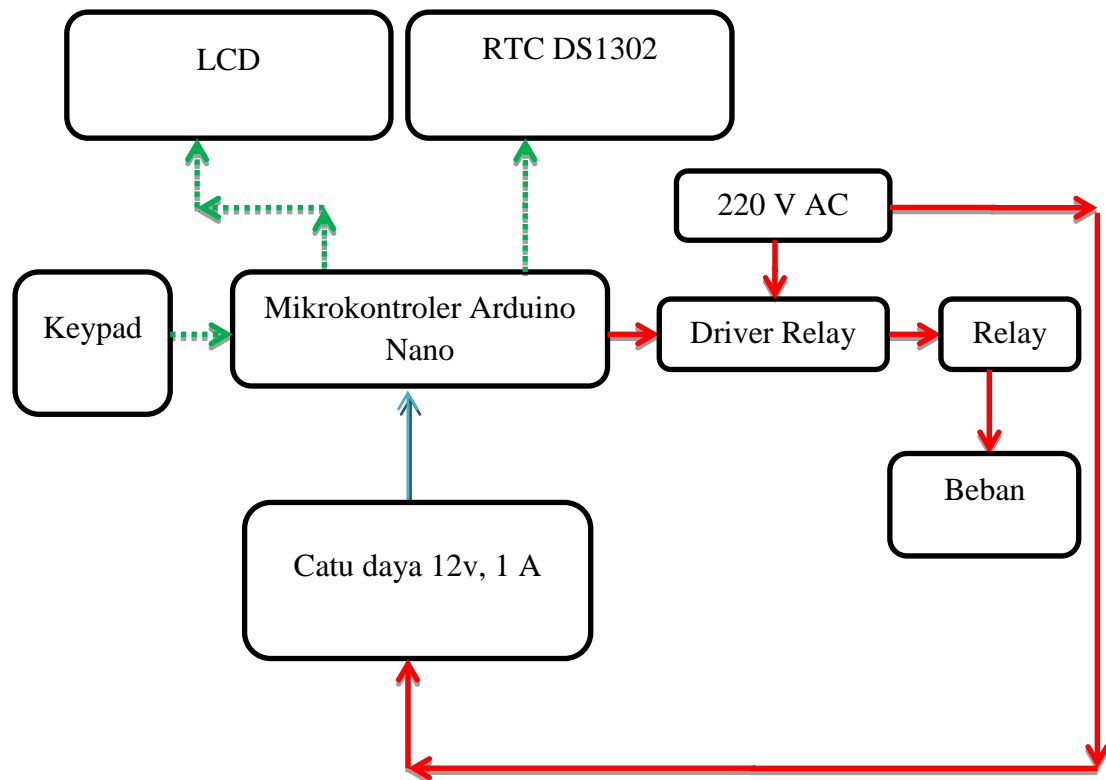 LCD
RTC DS1302
220 V AC
Keypad
Mikrokontroler Arduino
Nano
Driver Relay
Relay
Beban
Catu daya 12v, 1 A